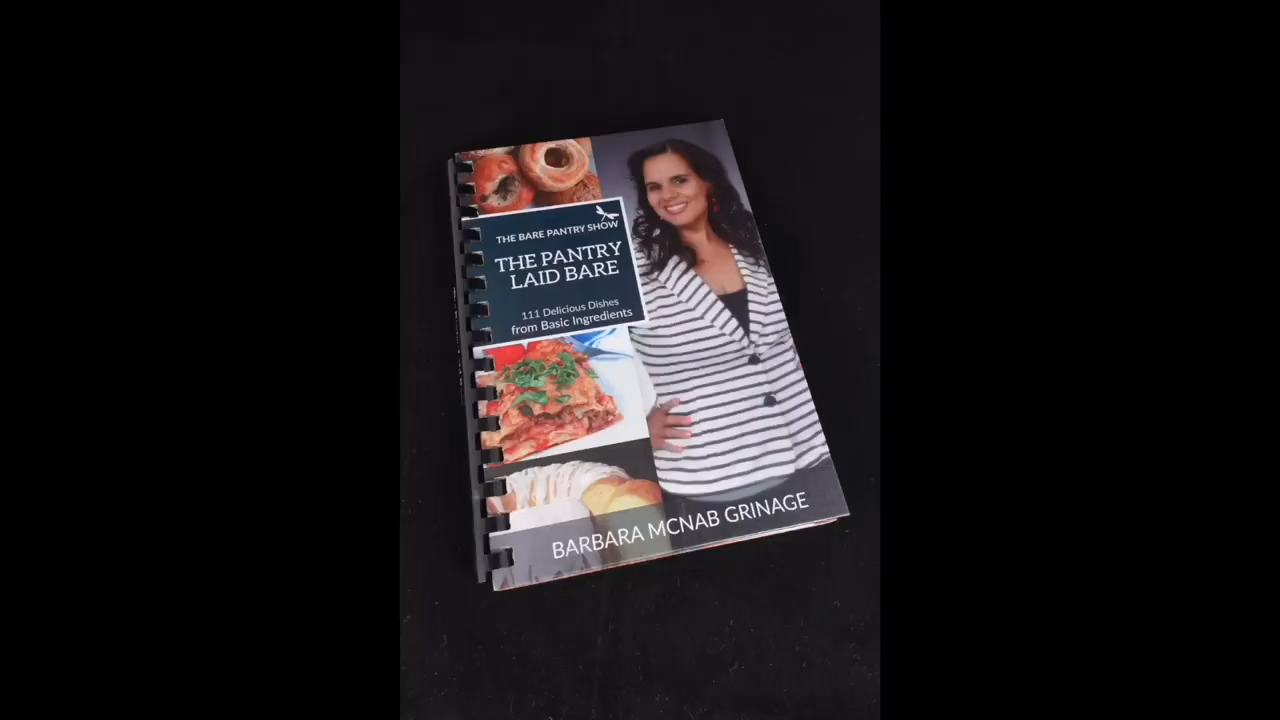 THE BARE PANTRY SHOW
THE PANTRY
LAID BARE
111 Delicious Dishes
from Basic Ingredients
BARBARA MCNAB GRINAGE